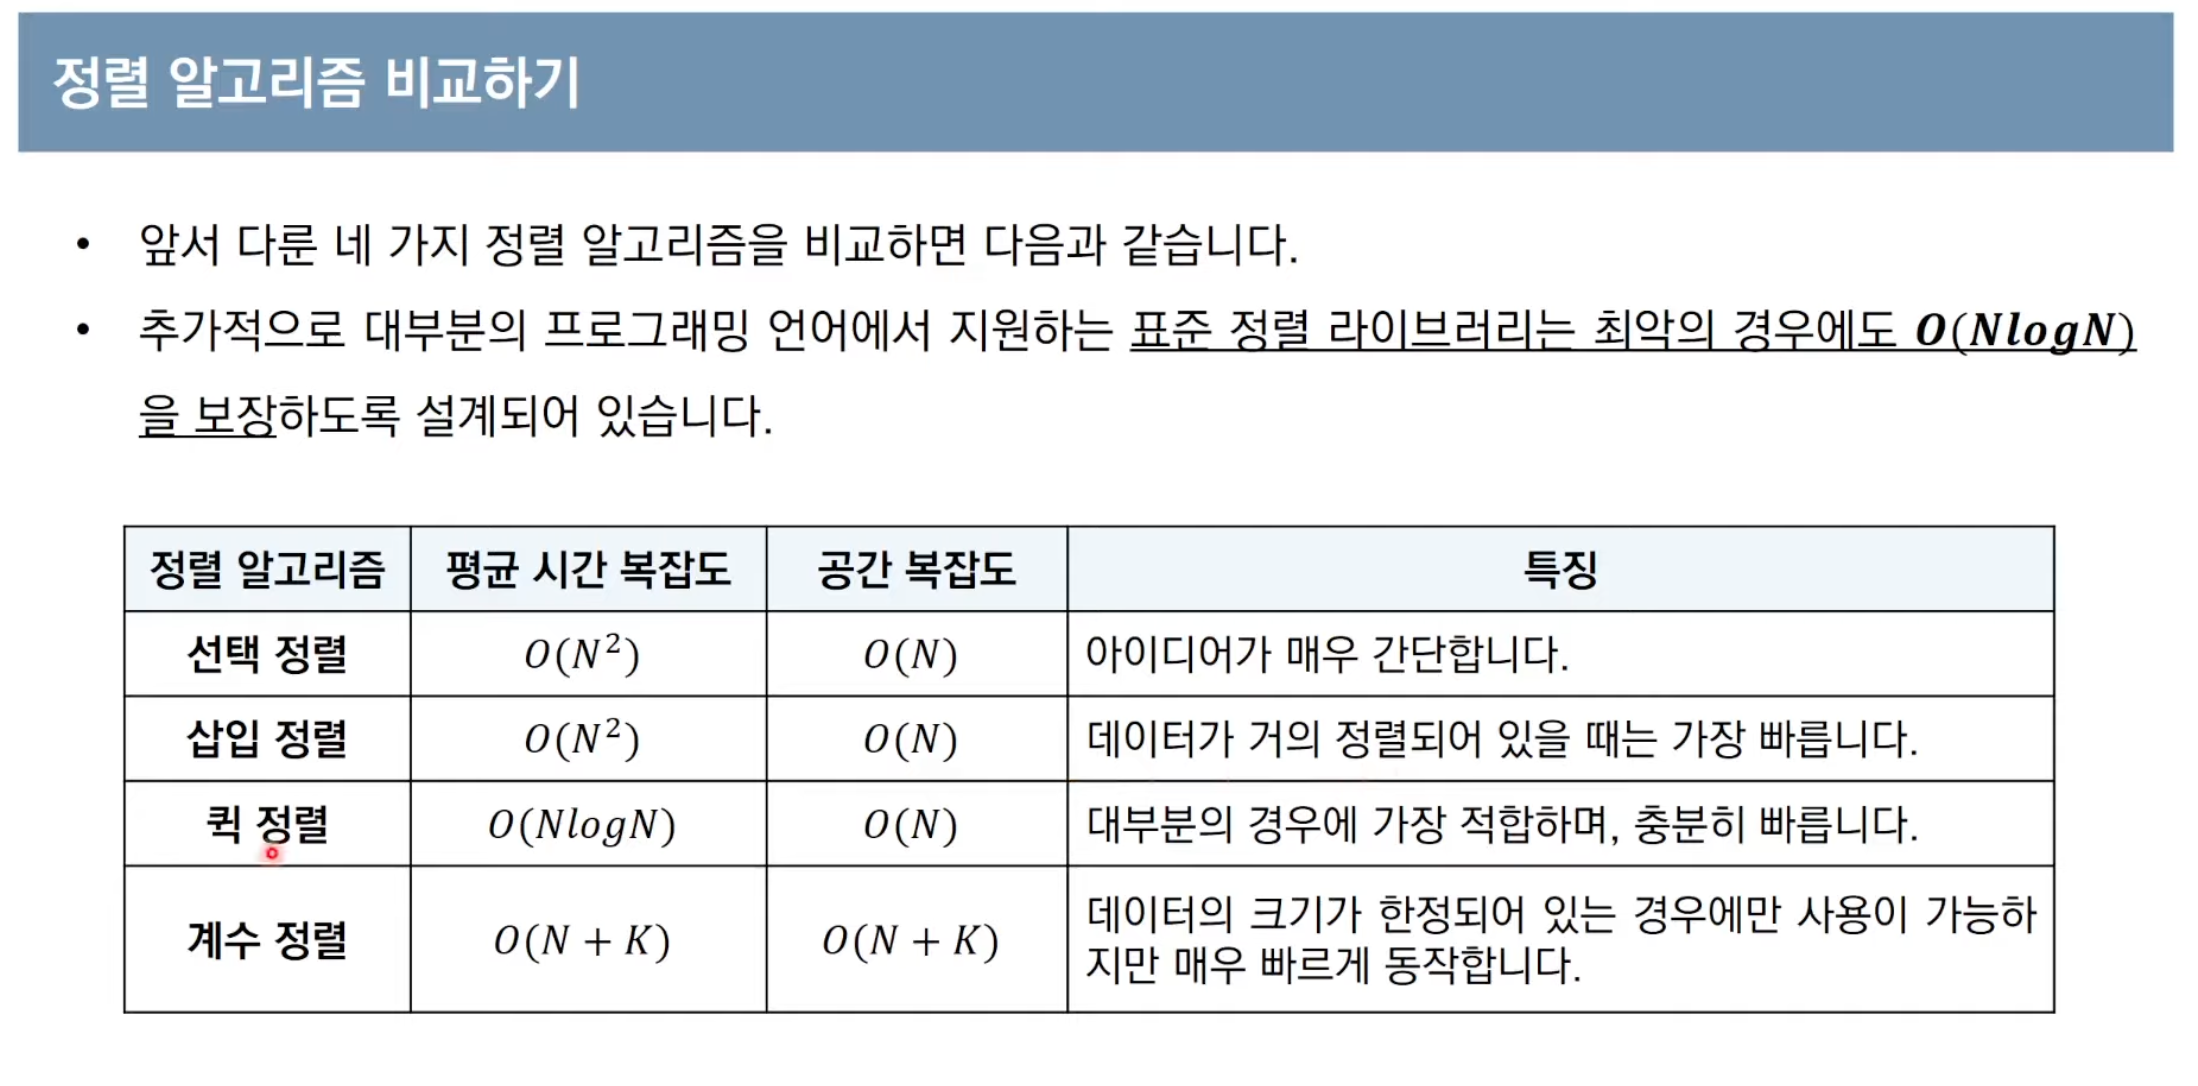 정렬 알고리즘 비교하기
• 앞서 다룬 네 가지 정렬 알고리즘을 비교하면 다음과 같습니다.
• 추가적으로 대부분의 프로그래밍 언어에서 지원하는 표준 정렬 라이브러리는 최악의 경우에도 O(NlogN)
을 보장하도록 설계되어 있습니다.
정렬 알고리즘 평균 시간 복잡도 공간 복잡도 특징
선택 정렬 O(N²) O(N) 아이디어가 매우 간단합니다.
삽입 정렬 O(N²) O(N) 데이터가 거의 정렬되어 있을 때는 가장 빠릅니다.
퀵 정렬 O(NlogN) O(N) 대부분의 경우에 가장 적합하며, 충분히 빠릅니다.
계수 정렬 O(N + K) O(N + K) 데이터의 크기가 한정되어 있는 경우에만 사용이 가능하
지만 매우 빠르게 동작합니다.